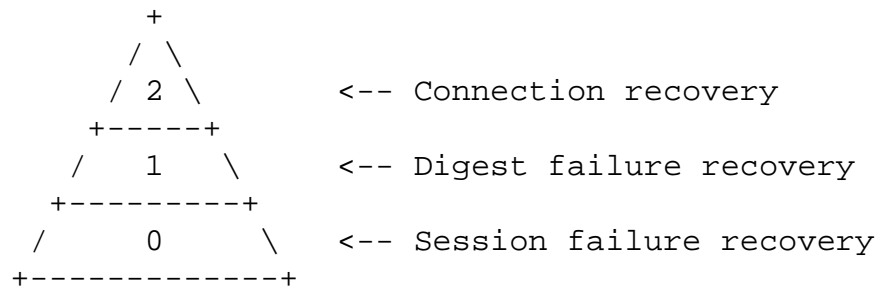 +
           / \
          / 2 \       <-- Connection recovery
         +-----+
        /   1   \     <-- Digest failure recovery
       +---------+
      /     0     \   <-- Session failure recovery
     +-------------+